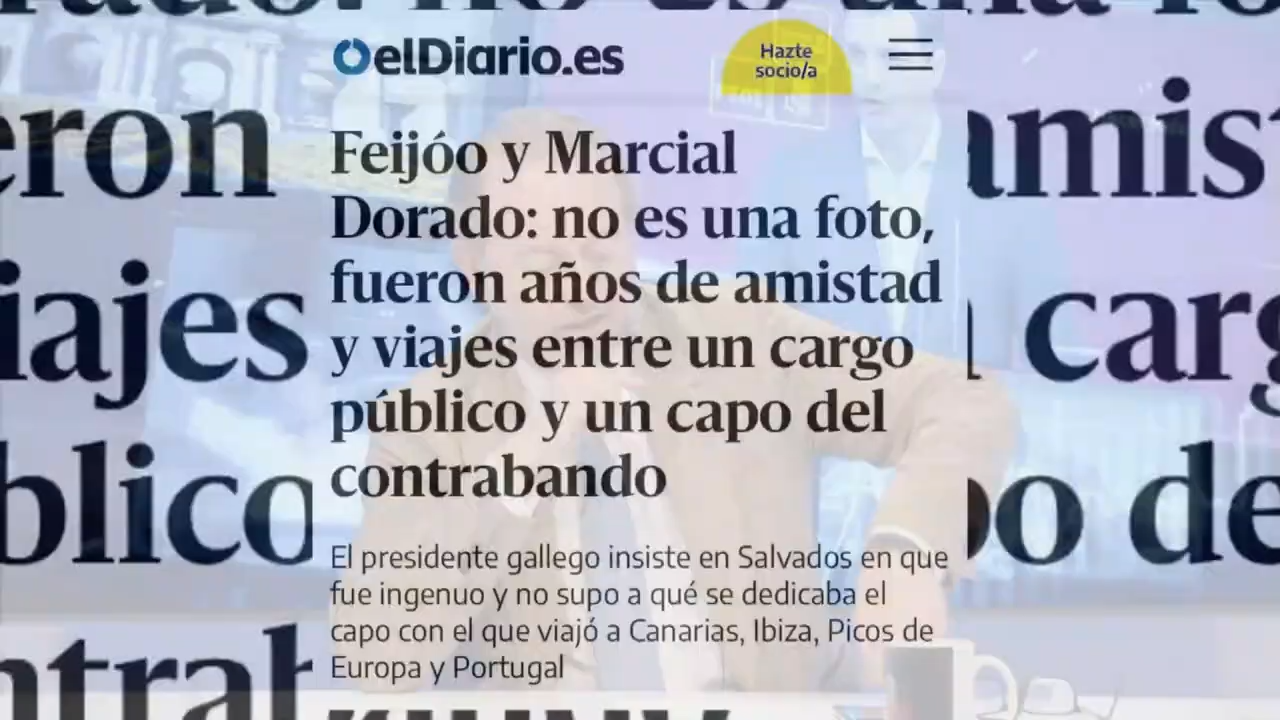 elDiario.es
Hazte
socio/a
Feijóo y Marcial
Dorado: no es una foto,
fueron años de amistad
y viajes entre un cargo
público y un capo del
contrabando
El presidente gallego insiste en Salvados en que
fue ingenuo y no supo a qué se dedicaba el
capo con el que viajó a Canarias, Ibiza, Picos de
Europa y Portugal